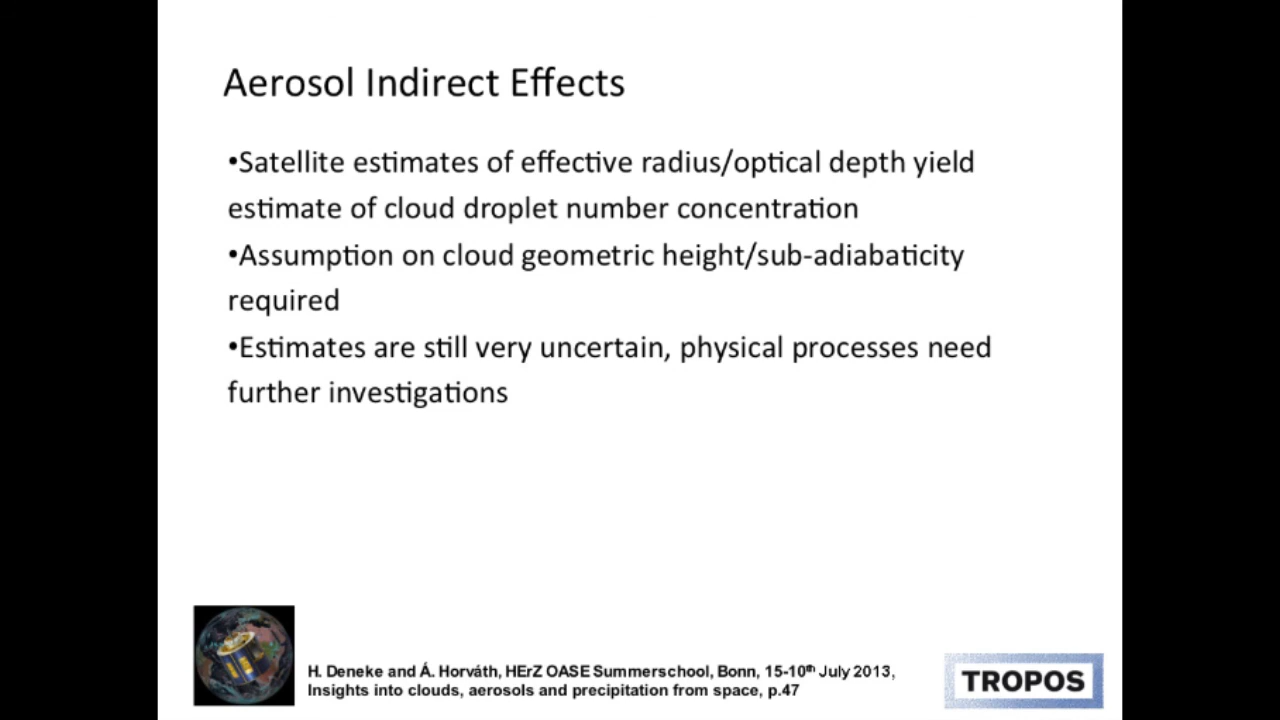 Aerosol Indirect Effects
•Satellite estimates of effective radius/optical depth yield
estimate of cloud droplet number concentration
•Assumption on cloud geometric height/sub-adiabaticity
required
•Estimates are still very uncertain, physical processes need
further investigations
H. Deneke and Á. Horváth, HErZ OASE Summerschool, Bonn, 15-10th July 2013,
Insights into clouds, aerosols and precipitation from space, p.47
TROPOS